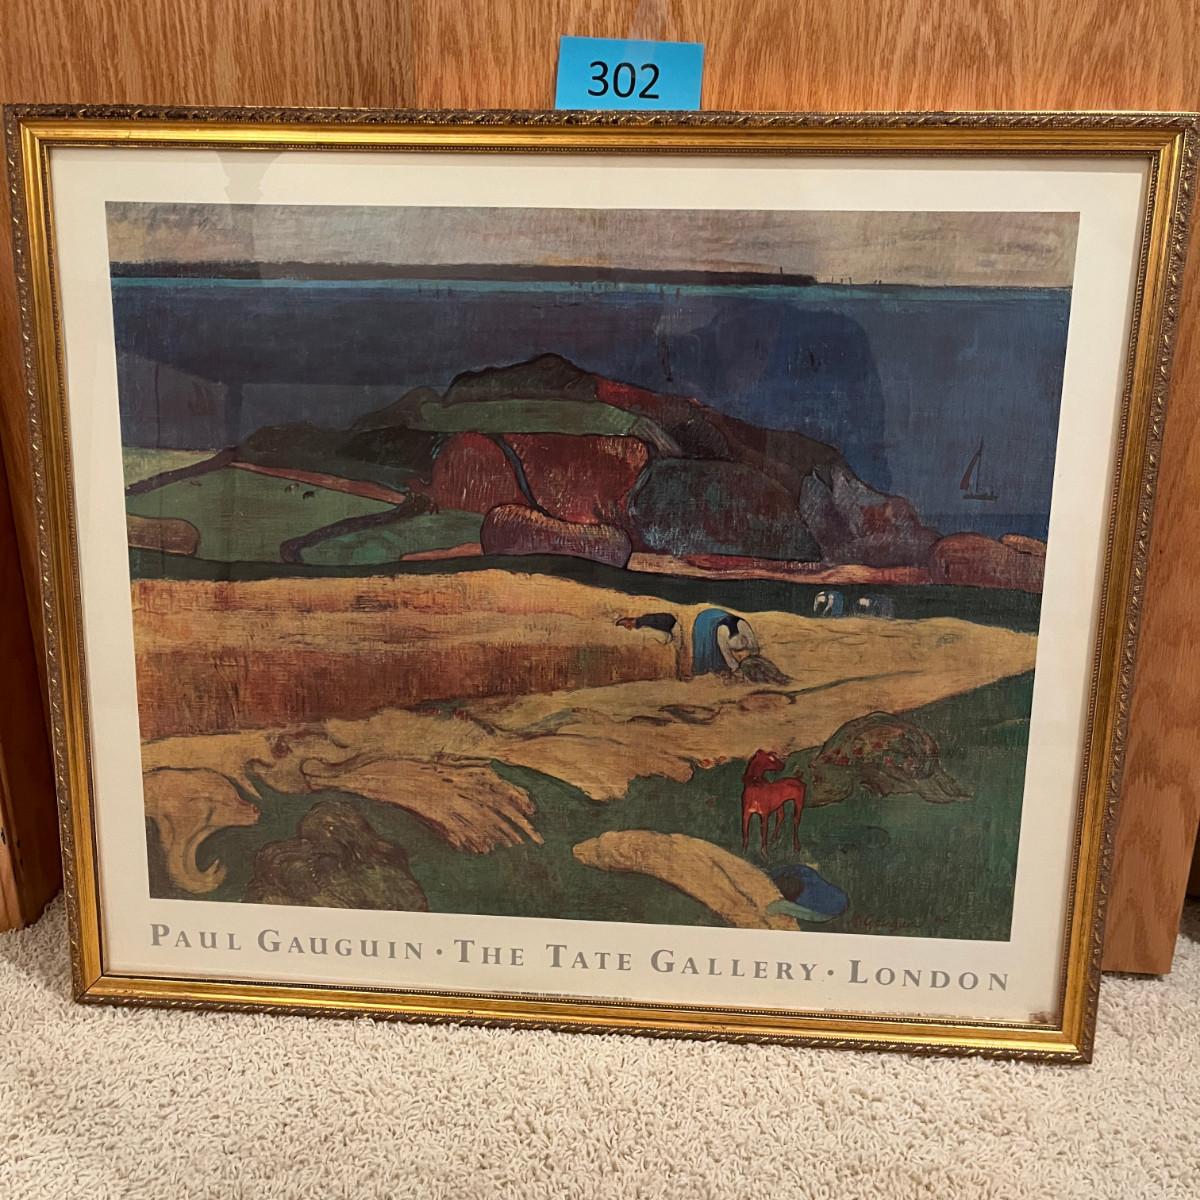 302
PAUL GAUGUIN · THE TATE GALLERY · LONDON